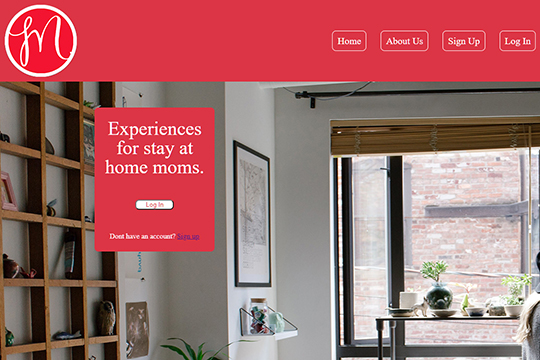 M
Home
About Us
Sign Up
Log In
Experiences
for stay at
home moms.
Log In
Dont have an account? Sign up